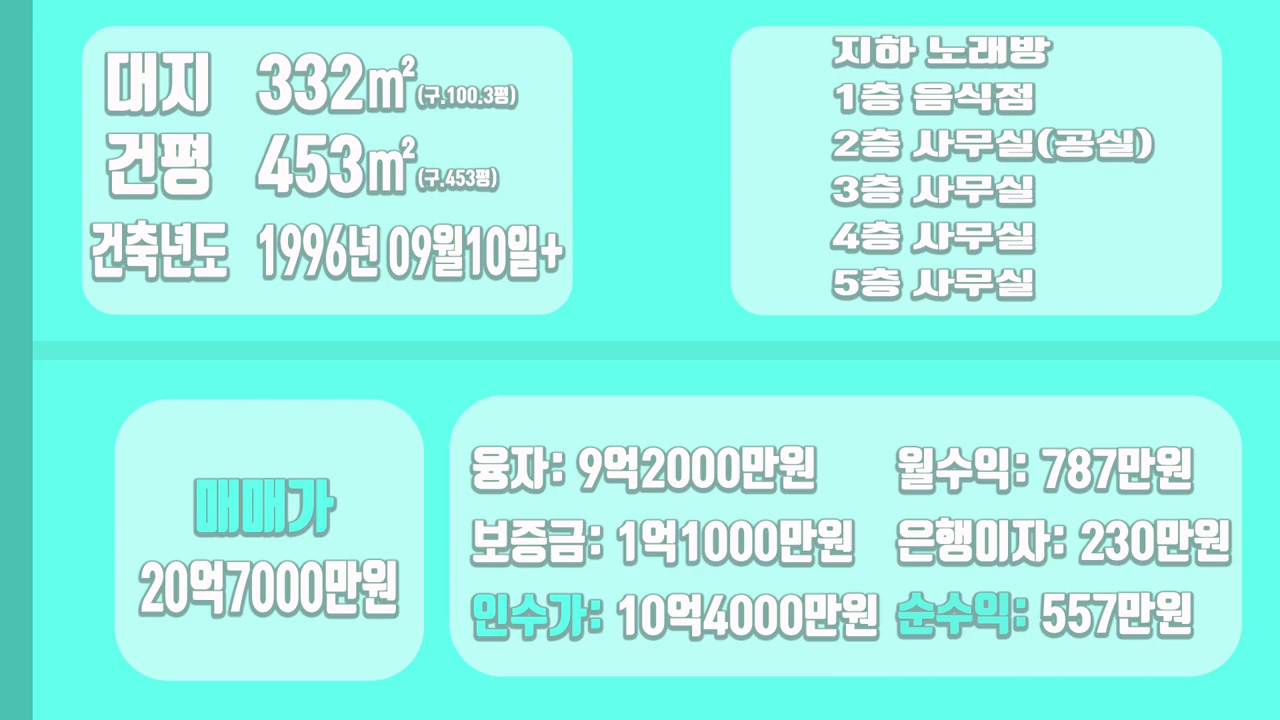 대지 332㎡(구.100.3평)
건평 453㎡(구.453평)
건축년도 1996년 09월10일+
지하 노래방
1층 음식점
2층 사무실(공실)
3층 사무실
4층 사무실
5층 사무실
매매가
20억7000만원
융자: 9억2000만원
보증금: 1억1000만원
인수가: 10억4000만원
월수익: 787만원
은행이자: 230만원
순수익: 557만원